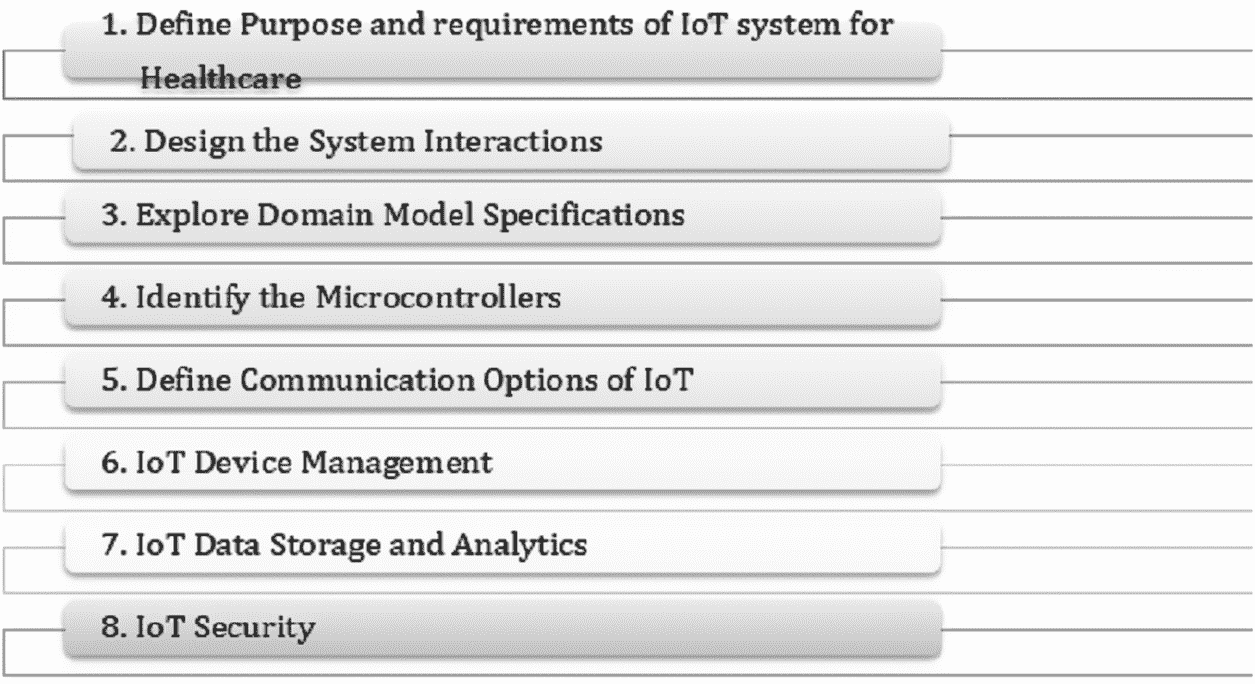 1. Define Purpose and requirements of IoT system for
Healthcare
2. Design the System Interactions
3. Explore Domain Model Specifications
4. Identify the Microcontrollers
5. Define Communication Options of IoT
6. IoT Device Management
7. IoT Data Storage and Analytics
8. IoT Security